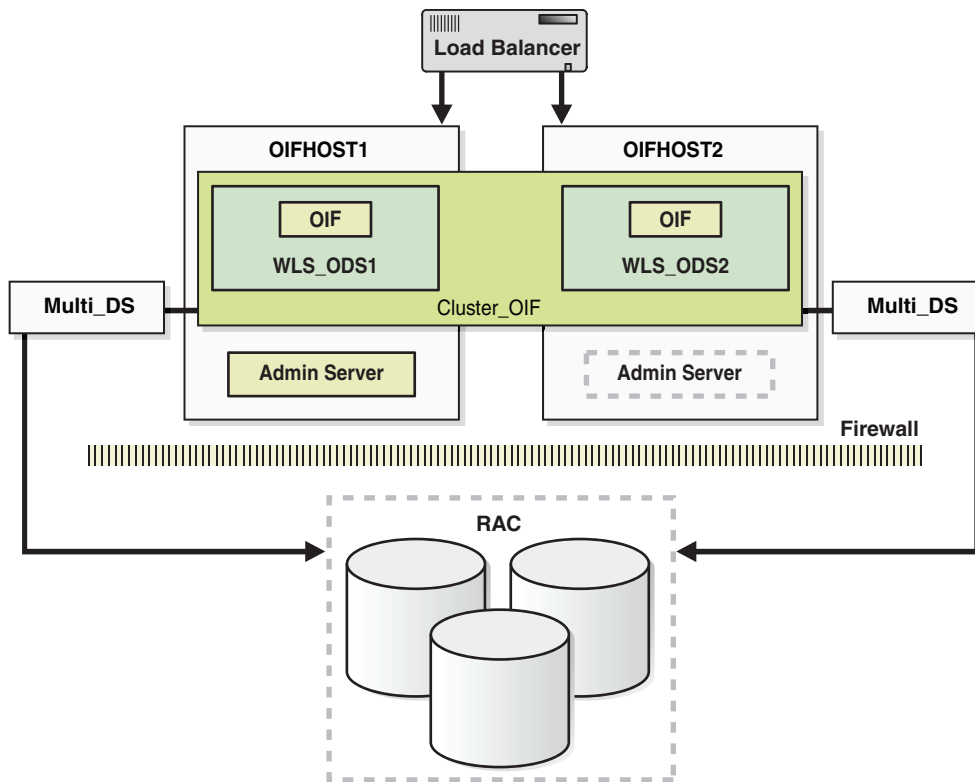 Load Balancer
OIFHOST1
OIFHOST2
OIF
OIF
WLS_ODS1
WLS_ODS2
Multi_DS
Cluster_OIF
Multi_DS
Admin Server
Admin Server
Firewall
RAC